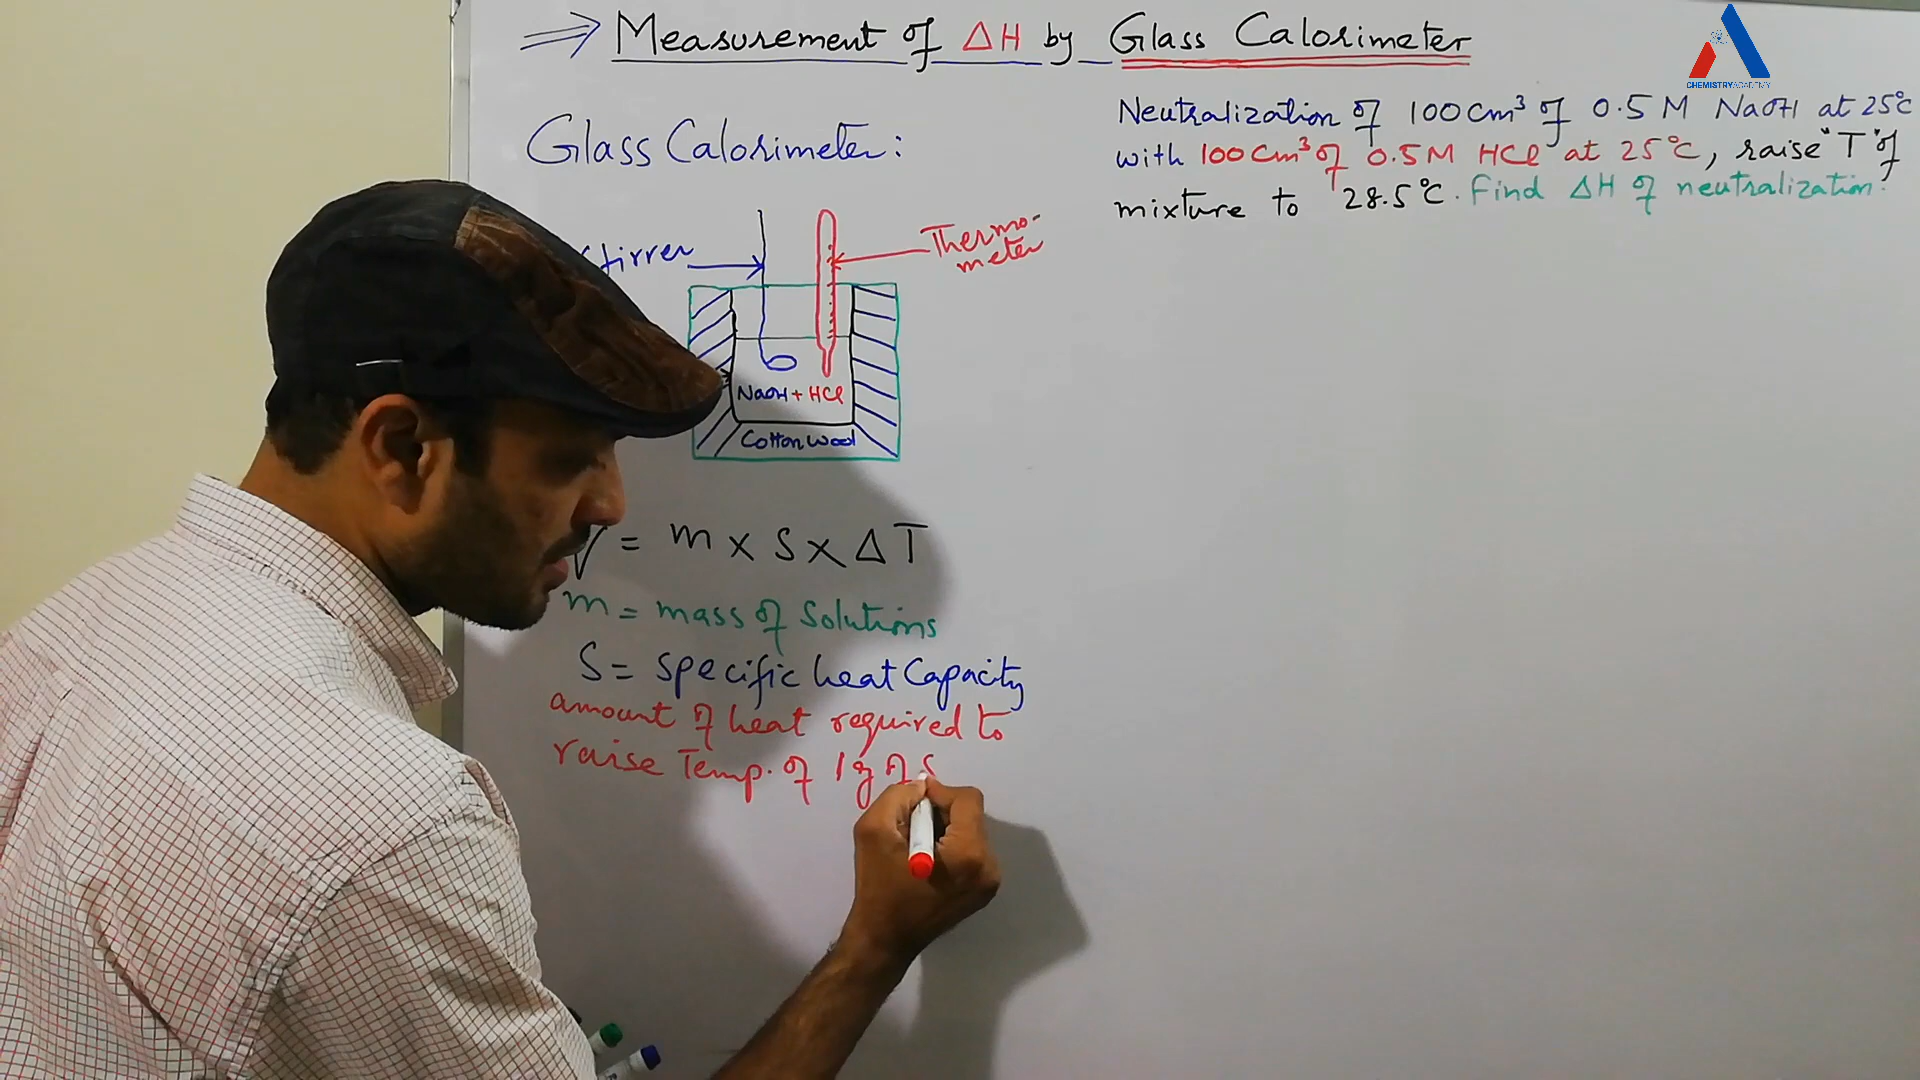 ⇒ Measurement of ΔH by Glass Calorimeter
CHEMISTRYACADEMY
Neutralization of 100 cm³ of 0.5 M NaOH at 25°C
with 100 cm³ of 0.5 M HCl at 25°C, raise "T" of
mixture to 28.5°C. Find ΔH of neutralization?
Glass Calorimeter:
Stirrer
Thermo-
meter
NaOH + HCl
Cotton Wool
= m x s x ΔT
m = mass of solutions
S = specific heat Capacity
amount of heat required to
raise Temp. of 1g of S